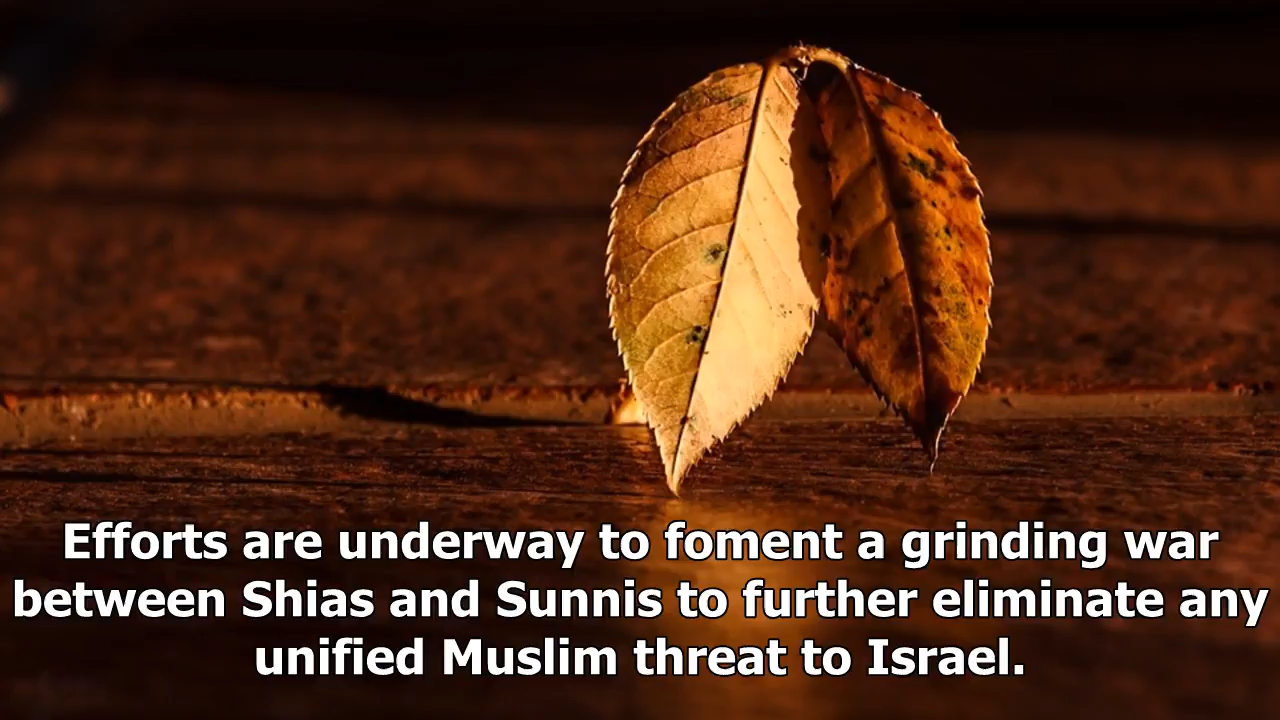 Efforts are underway to foment a grinding war
between Shias and Sunnis to further eliminate any
unified Muslim threat to Israel.